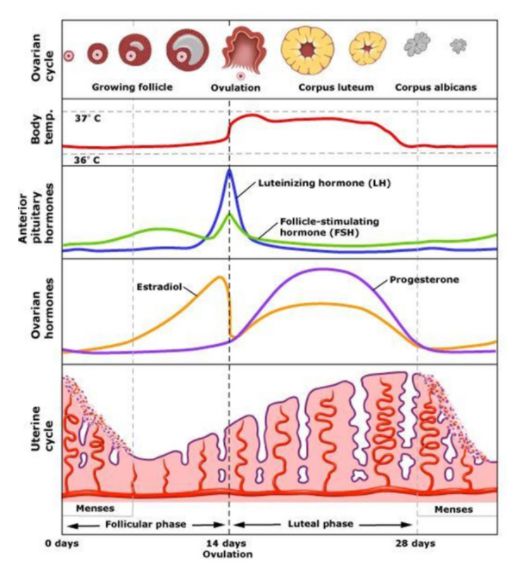 Ovarian
cycle
Growing follicle
Ovulation
Corpus luteum
Corpus albicans
Body
temp.
37° C
36° C
Anterior
pituitary
hormones
Luteinizing hormone (LH)
Follicle-stimulating
hormone (FSH)
Ovarian
hormones
Estradiol
Progesterone
Uterine
cycle
Menses
Menses
Follicular phase
Luteal phase
0 days
14 days
28 days
Ovulation